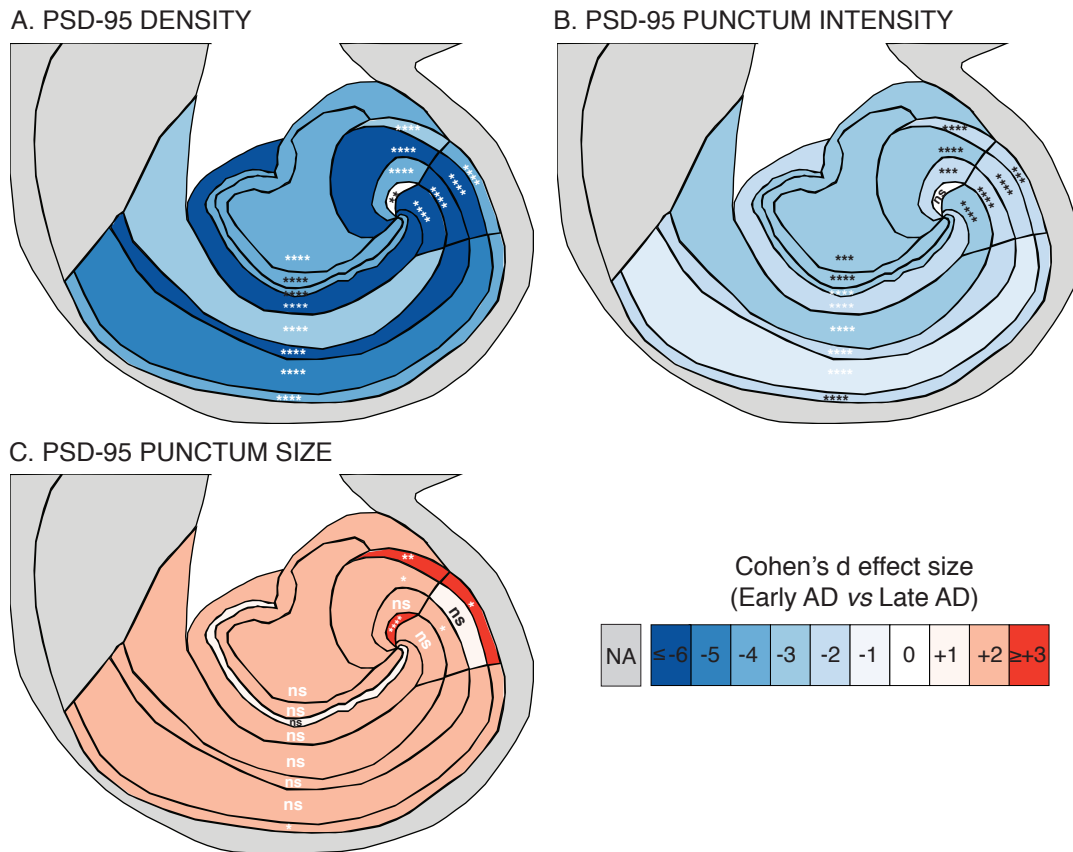 A. PSD-95 DENSITY
****
****
****
**
****
****
****
****
****
****
****
****
****
****
****
****
B. PSD-95 PUNCTUM INTENSITY
****
****
***
ns
***
****
****
****
***
****
****
****
****
****
****
****
C. PSD-95 PUNCTUM SIZE
**
*
ns
****
*
ns
*
ns
ns
ns
ns
ns
ns
ns
ns
*
Cohen's d effect size
(Early AD vs Late AD)
NA ≤-6 -5 -4 -3 -2 -1 0 +1 +2 ≥+3